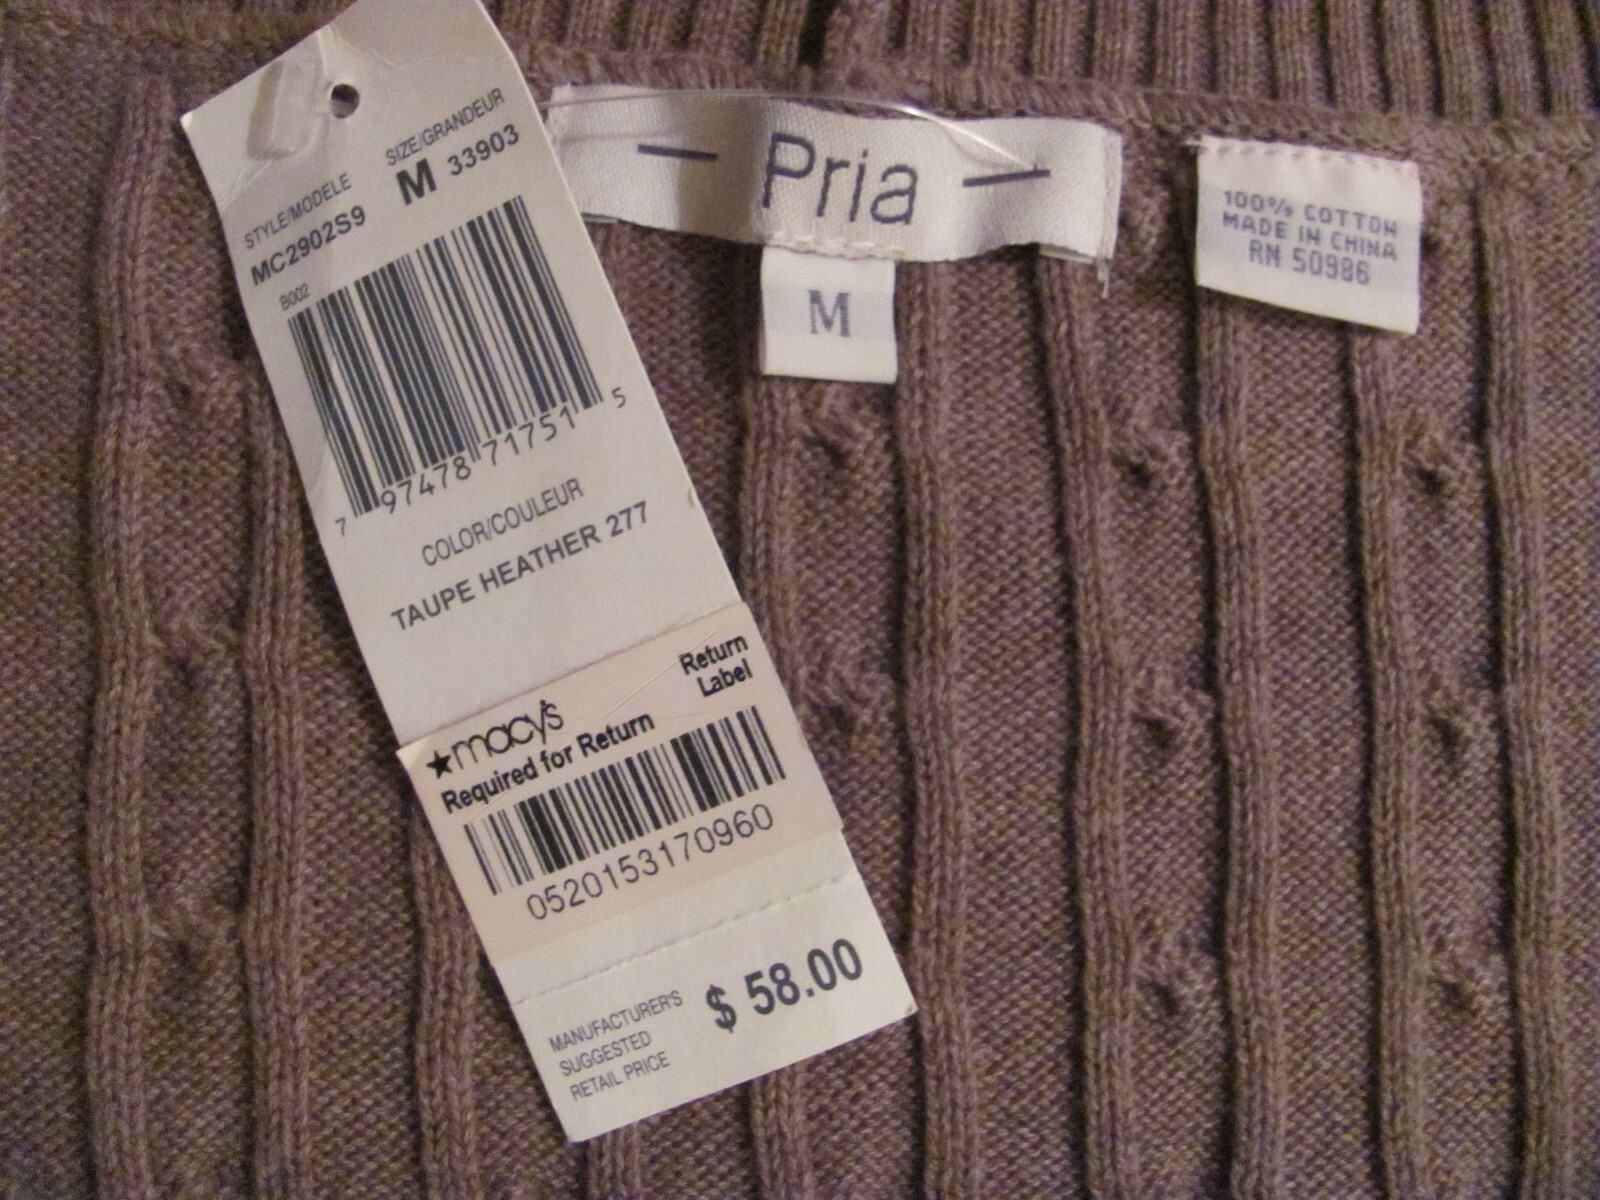 STYLE/MODELE
SIZE/GRANDEUR
MC2902S9
M 33903
B002
7 97478 71751 5
COLOR/COULEUR
TAUPE HEATHER 277
Return
Label
★macy's
Required for Return
0520153170960
MANUFACTURER'S
SUGGESTED
RETAIL PRICE
$ 58.00
— Pria —
M
100% COTTON
MADE IN CHINA
RN 50986